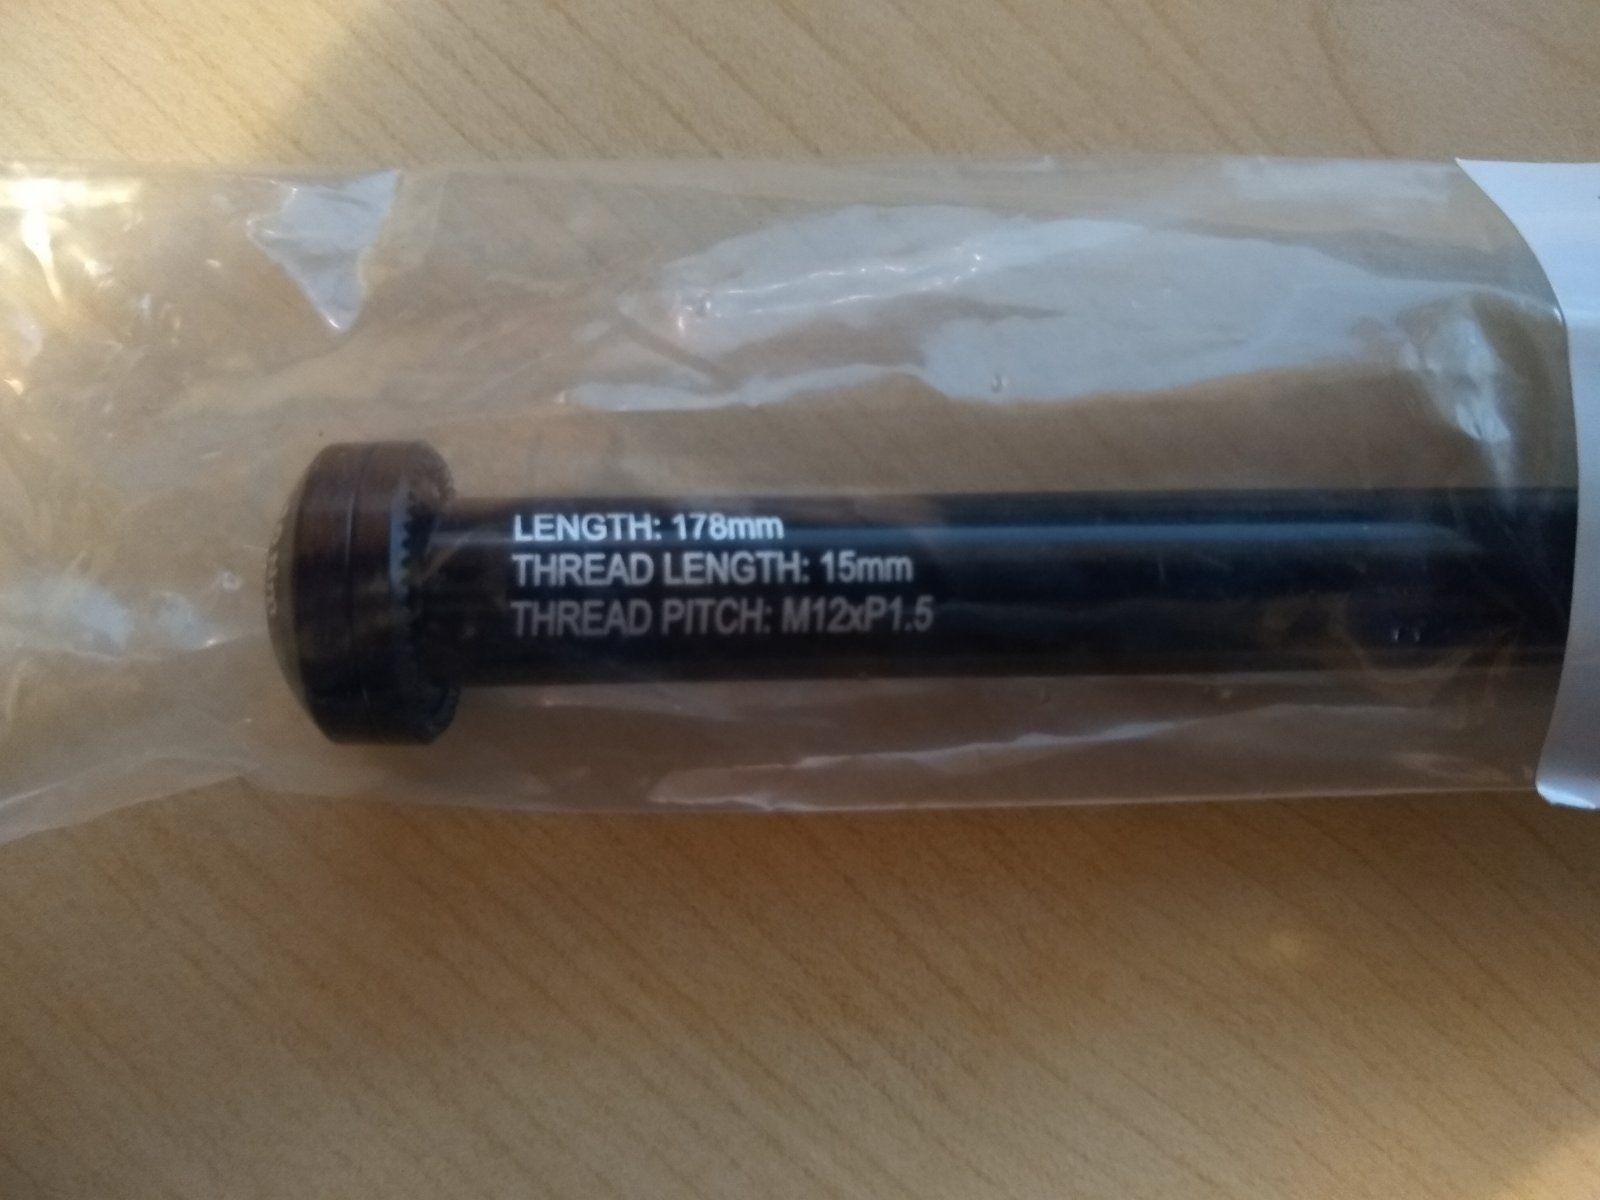 LENGTH: 178mm
THREAD LENGTH: 15mm
THREAD PITCH: M12xP1.5